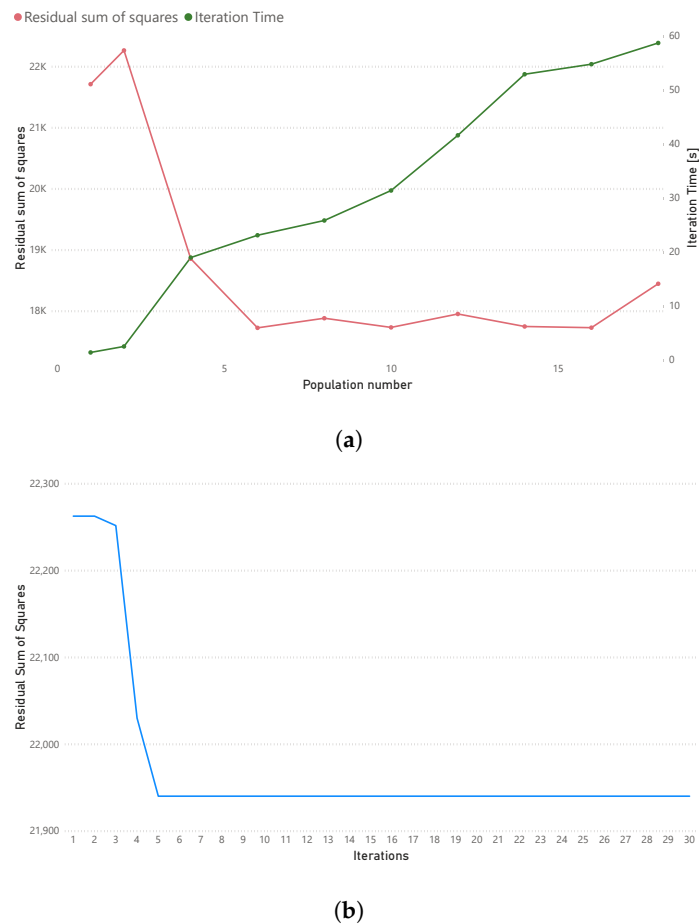 Residual sum of squares Iteration Time
22K
21K
20K
19K
18K
Residual sum of squares
60
50
40
30
20
10
0
Iteration Time [s]
0 5 10 15
Population number
(a)
22,300
22,200
22,100
22,000
21,900
Residual Sum of Squares
1 2 3 4 5 6 7 8 9 10 11 12 13 14 15 16 17 18 19 20 21 22 23 24 25 26 27 28 29 30
Iterations
(b)